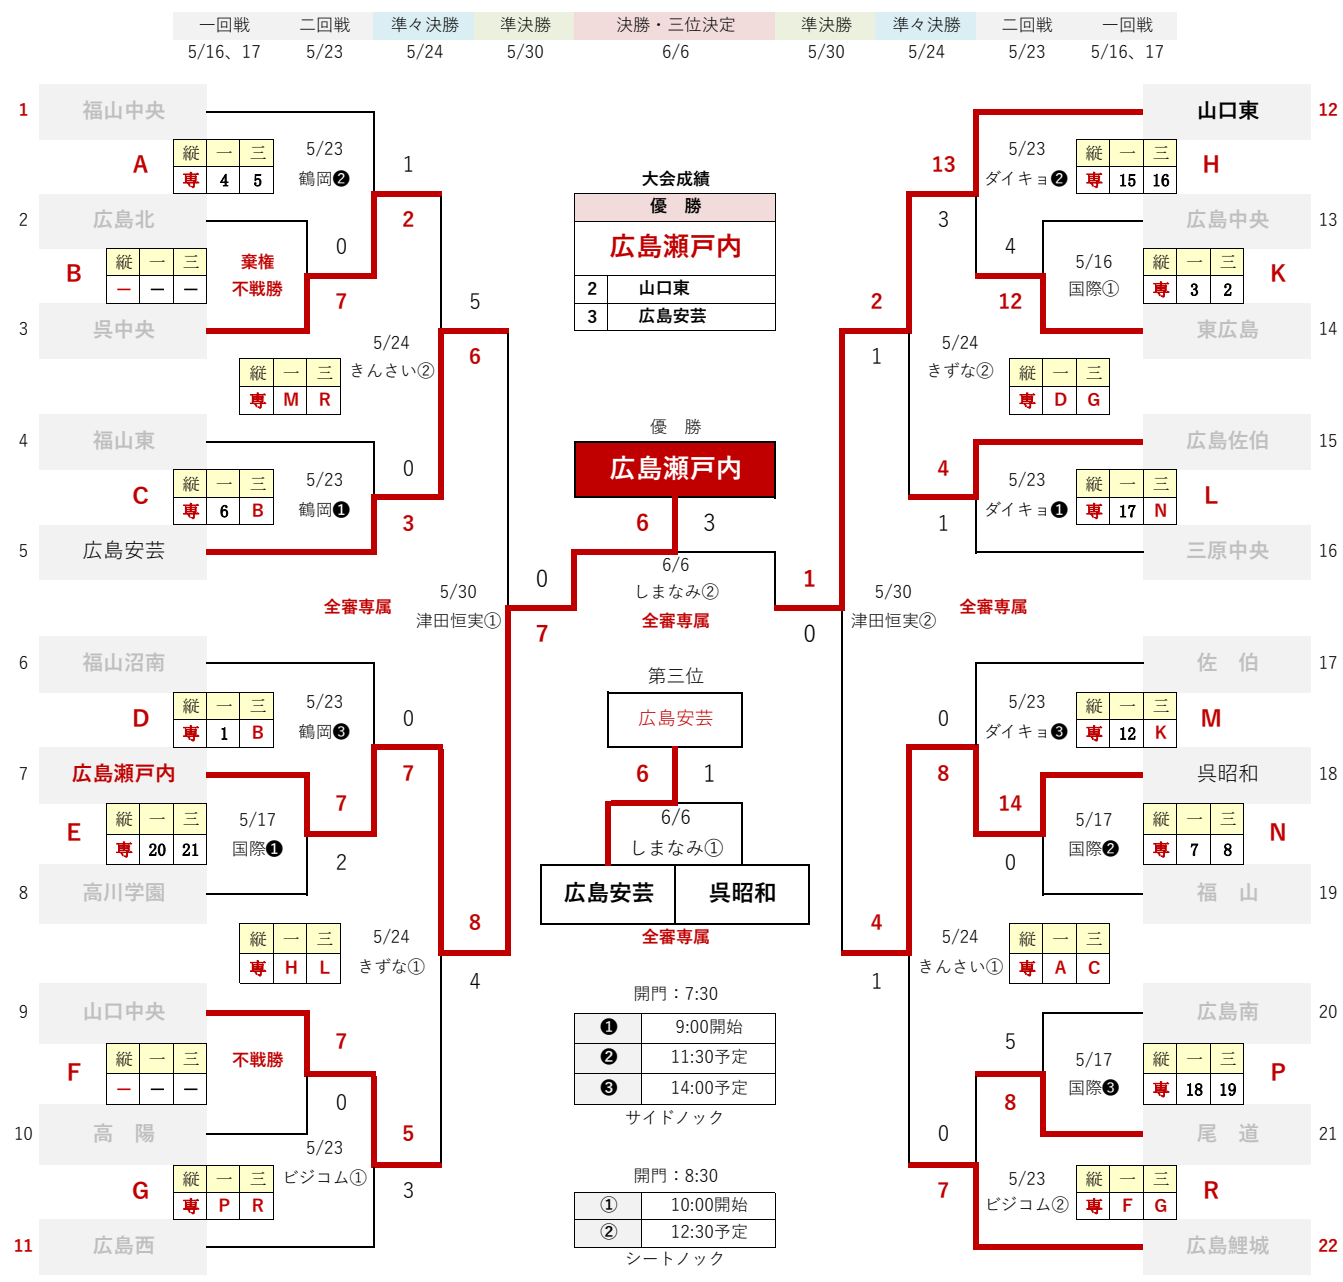 一回戦 二回戦 準々決勝 準決勝 決勝・三位決定 準決勝 準々決勝 二回戦 一回戦
5/16、17 5/23 5/24 5/30 6/6 5/30 5/24 5/23 5/16、17
1 福山中央
A 縦 一 三
専 4 5
5/23
鶴岡❷
1
2
2 広島北
B 縦 一 三
ー ー ー
棄権
不戦勝
0
7
3 呉中央
縦 一 三
専 M R
5/24
きんさい②
5
6
4 福山東
C 縦 一 三
専 6 B
5/23
鶴岡❶
0
3
5 広島安芸
全審専属
5/30
津田恒実①
0
7
6 福山沼南
D 縦 一 三
専 1 B
5/23
鶴岡❸
0
7
7 広島瀬戸内
E 縦 一 三
専 20 21
5/17
国際❶
7
2
8 高川学園
縦 一 三
専 H L
5/24
きずな①
8
4
9 山口中央
F 縦 一 三
ー ー ー
不戦勝
7
0
10 高　陽
G 縦 一 三
専 P R
5/23
ビジコム①
5
3
11 広島西
大会成績
優　勝
広島瀬戸内
2 山口東
3 広島安芸
優　勝
広島瀬戸内
6 3
6/6
しまなみ②
全審専属
第三位
広島安芸
6 1
6/6
しまなみ①
広島安芸 呉昭和
全審専属
開門：7:30
❶ 9:00開始
❷ 11:30予定
❸ 14:00予定
サイドノック
開門：8:30
① 10:00開始
② 12:30予定
シートノック
山口東 12
13
3
5/23
ダイキョ❷
縦 一 三
専 15 16
H
広島中央 13
4
12
5/16
国際①
縦 一 三
専 3 2
K
東広島 14
2
1
5/24
きずな②
縦 一 三
専 D G
広島佐伯 15
4
1
5/23
ダイキョ❶
縦 一 三
専 17 N
L
三原中央 16
1
0
5/30
津田恒実②
全審専属
佐　伯 17
0
8
5/23
ダイキョ❸
縦 一 三
専 12 K
M
呉昭和 18
14
0
5/17
国際❷
縦 一 三
専 7 8
N
福　山 19
4
1
5/24
きんさい①
縦 一 三
専 A C
広島南 20
5
8
5/17
国際❸
縦 一 三
専 18 19
P
尾　道 21
0
7
5/23
ビジコム②
縦 一 三
専 F G
R
広島鯉城 22